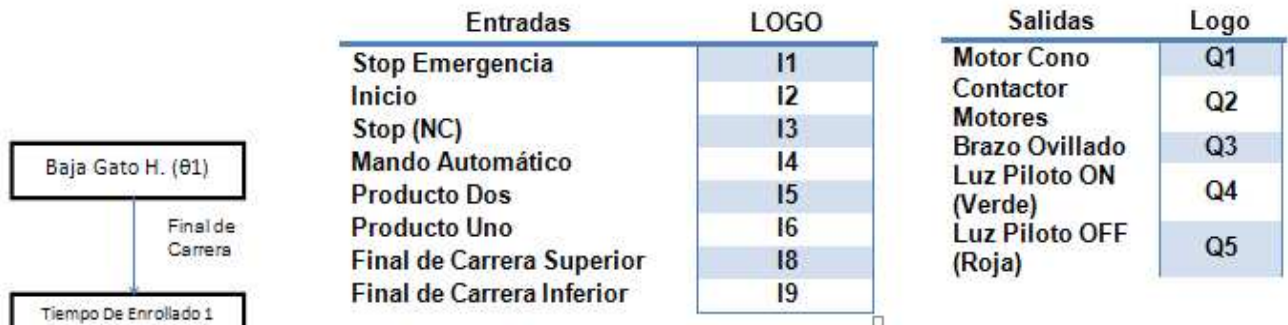 Baja Gato H. (θ1)
Final de
Carrera
Tiempo De Enrollado 1
Entradas LOGO
Stop Emergencia I1
Inicio I2
Stop (NC) I3
Mando Automático I4
Producto Dos I5
Producto Uno I6
Final de Carrera Superior I8
Final de Carrera Inferior I9
Salidas Logo
Motor Cono Q1
Contactor
Motores Q2
Brazo Ovillado Q3
Luz Piloto ON
(Verde) Q4
Luz Piloto OFF
(Roja) Q5